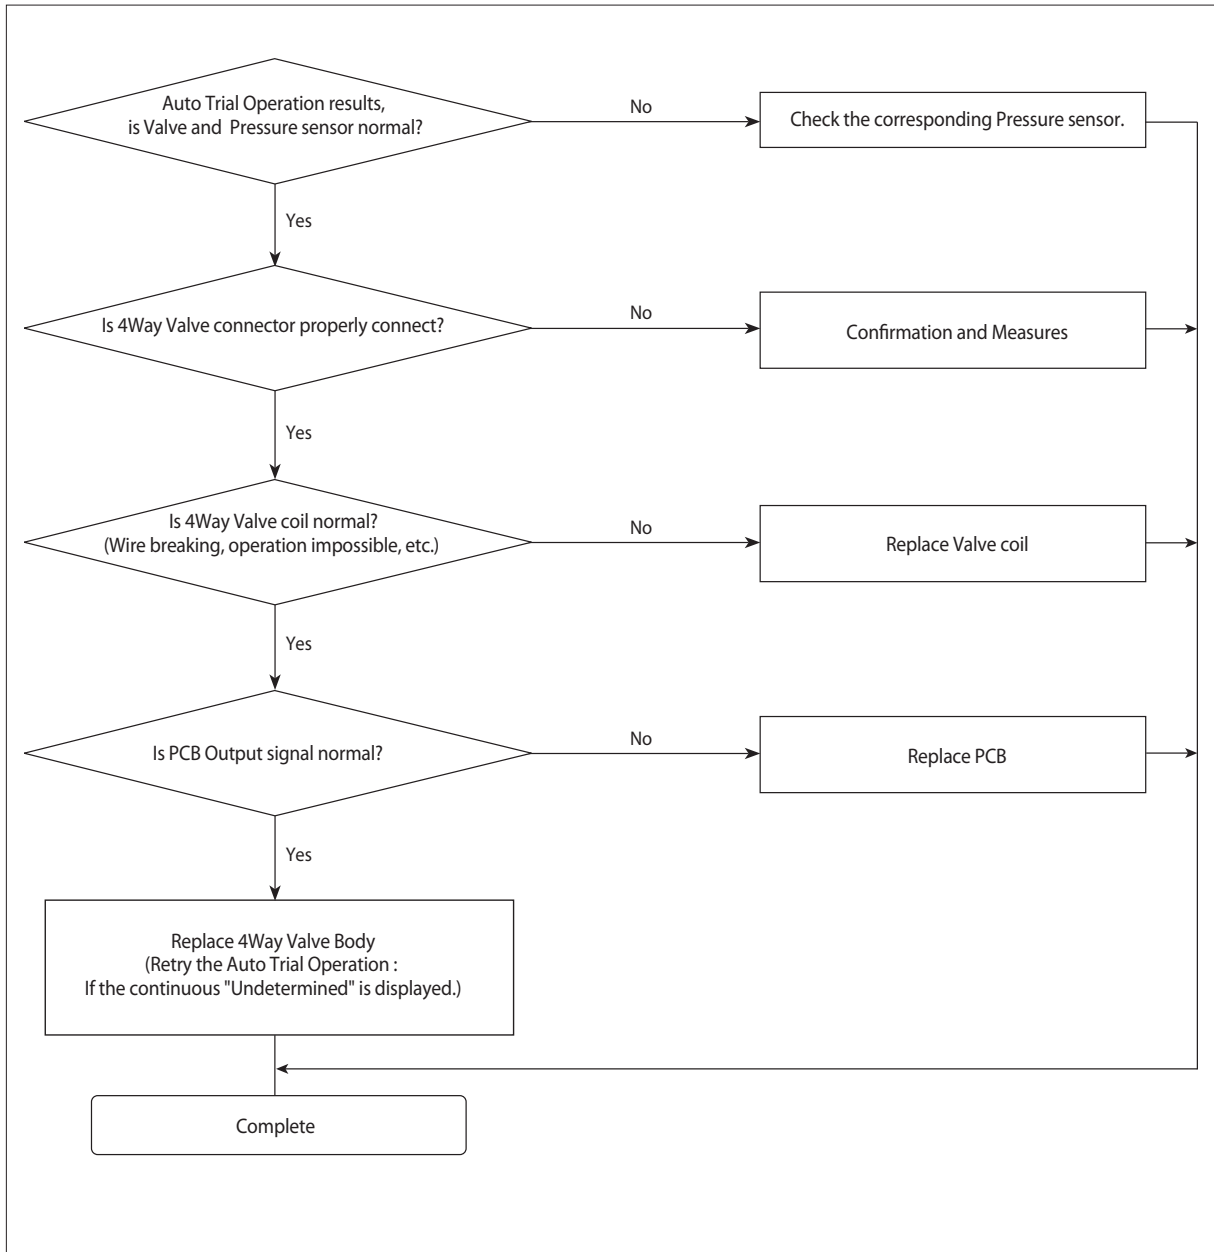 Auto Trial Operation results,
is Valve and Pressure sensor normal?
No
Check the corresponding Pressure sensor.
Yes
Is 4Way Valve connector properly connect?
No
Confirmation and Measures
Yes
Is 4Way Valve coil normal?
(Wire breaking, operation impossible, etc.)
No
Replace Valve coil
Yes
Is PCB Output signal normal?
No
Replace PCB
Yes
Replace 4Way Valve Body
(Retry the Auto Trial Operation :
If the continuous "Undetermined" is displayed.)
Complete